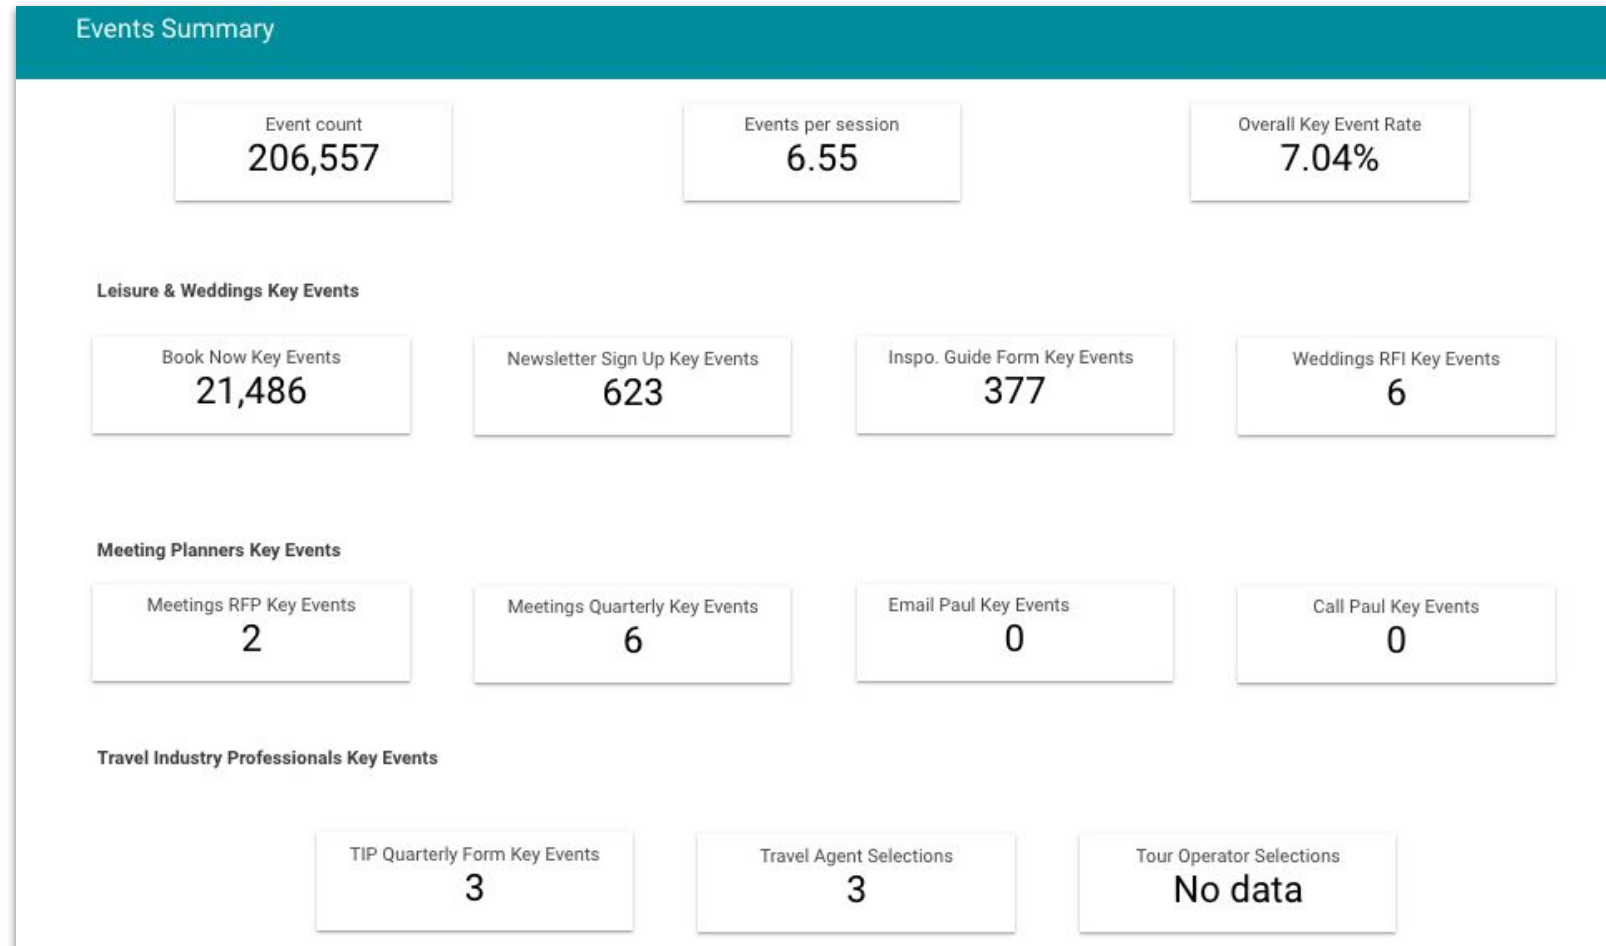 Events Summary
Event count
206,557
Events per session
6.55
Overall Key Event Rate
7.04%
Leisure & Weddings Key Events
Book Now Key Events
21,486
Newsletter Sign Up Key Events
623
Inspo. Guide Form Key Events
377
Weddings RFI Key Events
6
Meeting Planners Key Events
Meetings RFP Key Events
2
Meetings Quarterly Key Events
6
Email Paul Key Events
0
Call Paul Key Events
0
Travel Industry Professionals Key Events
TIP Quarterly Form Key Events
3
Travel Agent Selections
3
Tour Operator Selections
No data